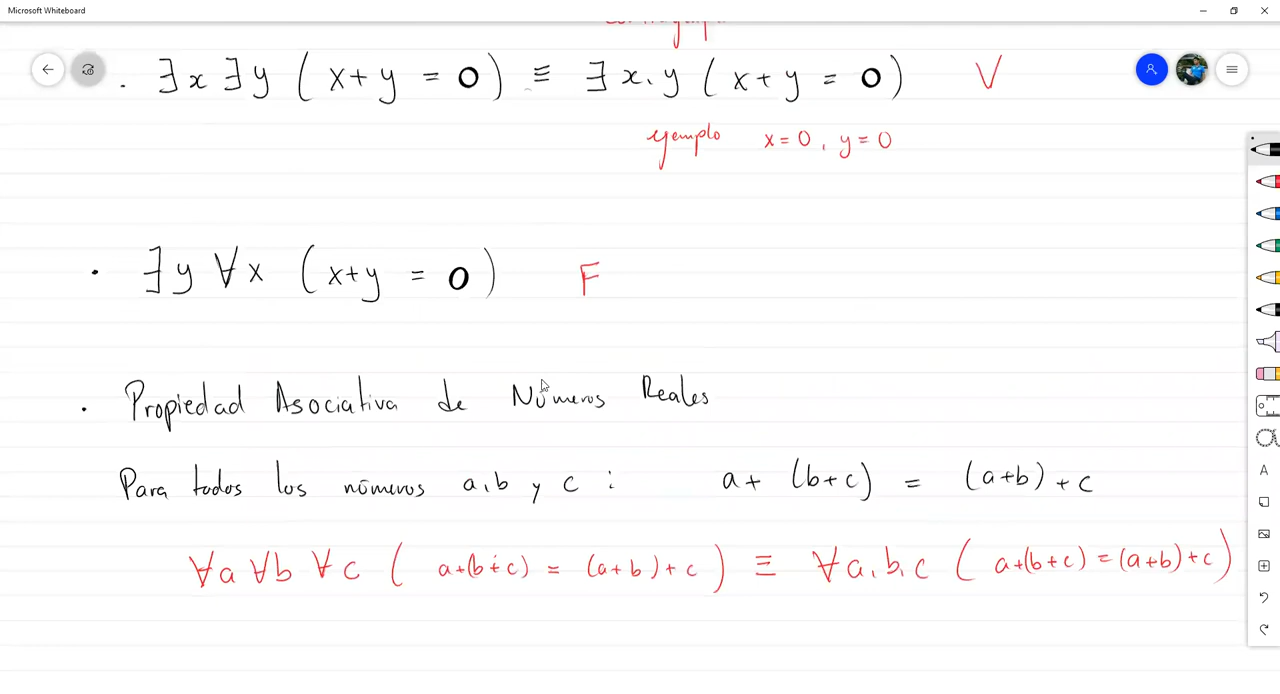 Microsoft Whiteboard
. ∃x ∃y ( x+y = 0 ) ≡ ∃ x, y ( x+y = 0 ) V
ejemplo x=0, y=0
• ∃y ∀x ( x+y = 0 ) F
• Propiedad Asociativa de Números Reales
Para todos los números a,b y c : a+ (b+c) = (a+b) +c
∀a ∀b ∀c ( a+(b+c) = (a+b)+c ) ≡ ∀a,b,c ( a+(b+c) = (a+b)+c )
A